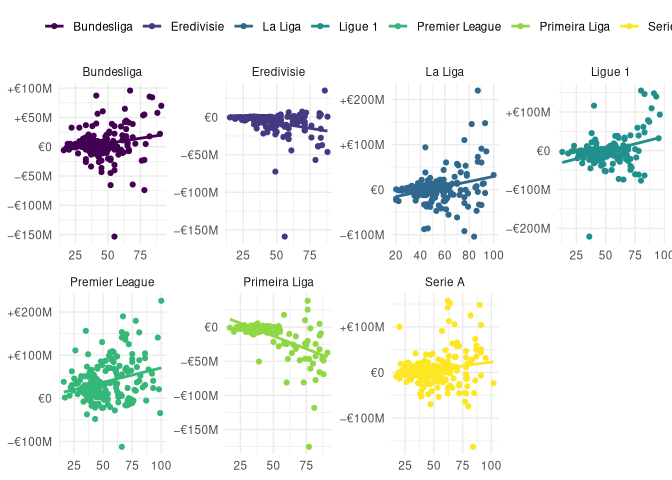 Bundesliga Eredivisie La Liga Ligue 1 Premier League Primeira Liga Serie
Bundesliga Eredivisie La Liga Ligue 1
+€100M
+€50M
€0
−€50M
−€100M
−€150M
25 50 75
€0
−€50M
−€100M
−€150M
25 50 75
+€200M
+€100M
€0
−€100M
20 40 60 80 100
+€100M
€0
−€100M
−€200M
25 50 75 100
Premier League Primeira Liga Serie A
+€200M
+€100M
€0
−€100M
25 50 75 100
€0
−€50M
−€100M
−€150M
25 50 75
+€100M
€0
−€100M
25 50 75 100